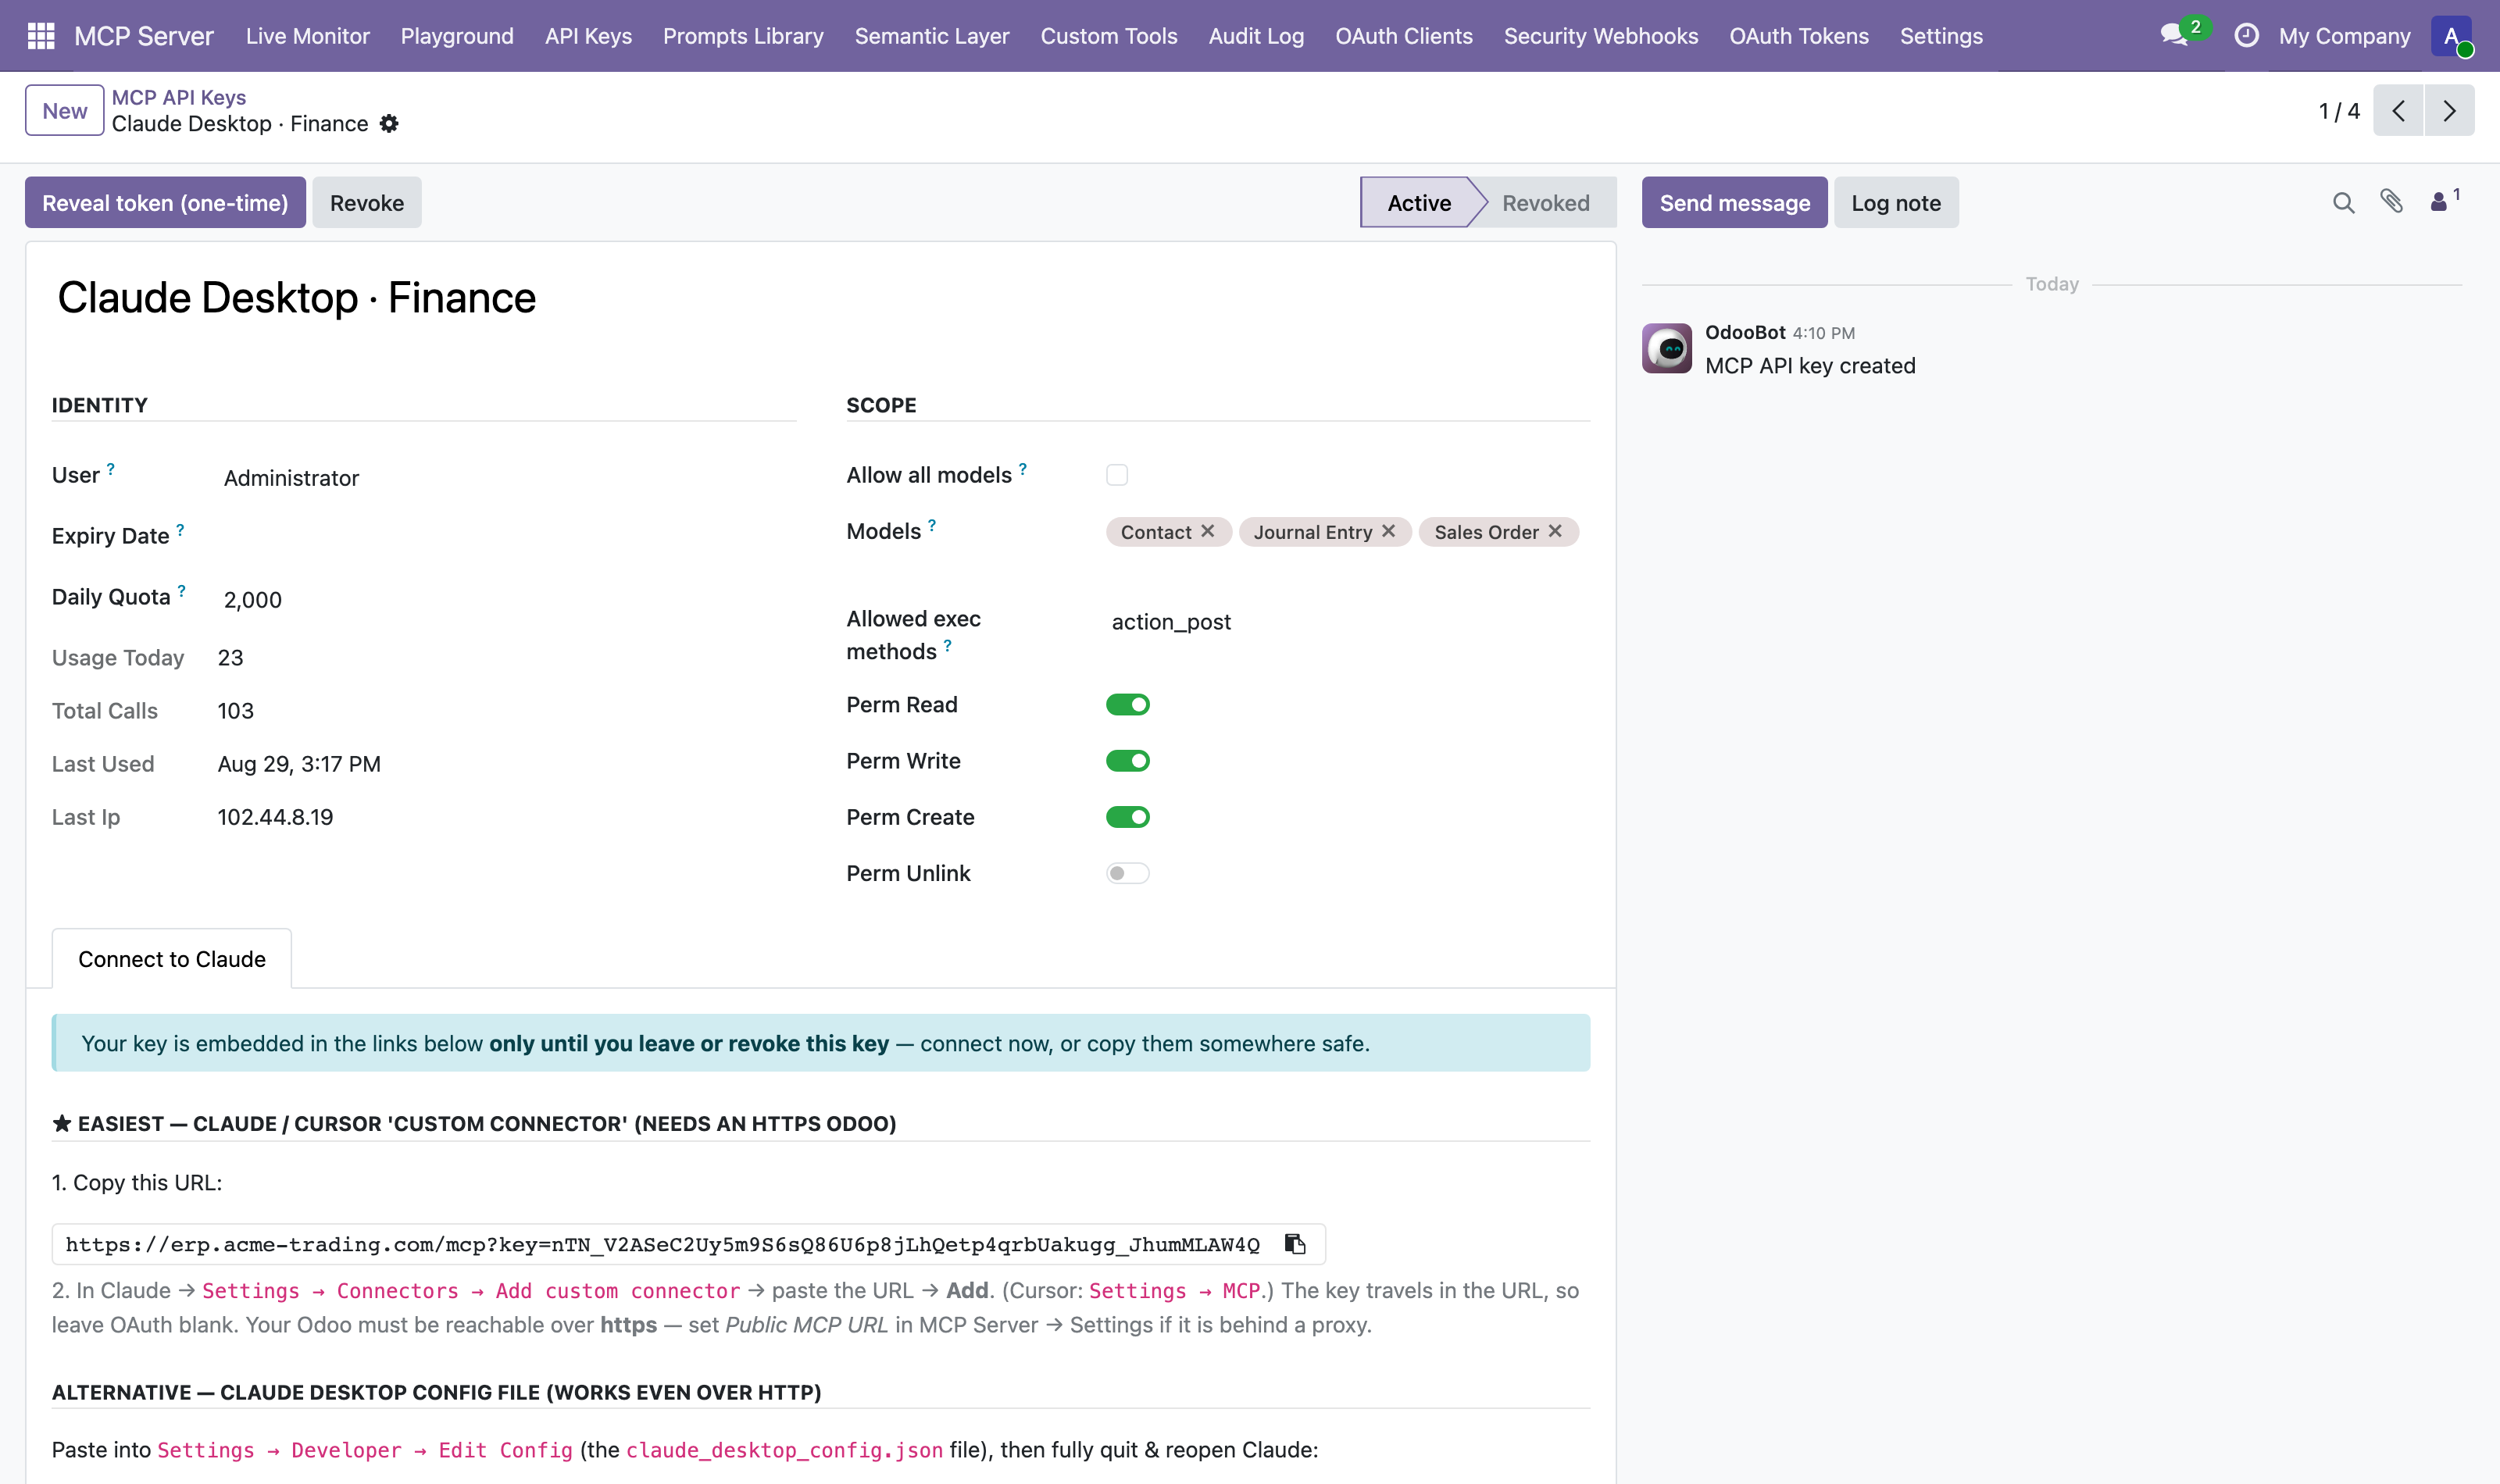 MCP Server Live Monitor Playground API Keys Prompts Library Semantic Layer Custom Tools Audit Log OAuth Clients Security Webhooks OAuth Tokens Settings 2 My Company A
New MCP API Keys
Claude Desktop · Finance
1 / 4
Reveal token (one-time) Revoke Active Revoked Send message Log note 1
Claude Desktop · Finance
IDENTITY
User ? Administrator
Expiry Date ?
Daily Quota ? 2,000
Usage Today 23
Total Calls 103
Last Used Aug 29, 3:17 PM
Last Ip 102.44.8.19
SCOPE
Allow all models ?
Models ? Contact Journal Entry Sales Order
Allowed exec methods ? action_post
Perm Read
Perm Write
Perm Create
Perm Unlink
Today
OdooBot 4:10 PM
MCP API key created
Connect to Claude
Your key is embedded in the links below only until you leave or revoke this key — connect now, or copy them somewhere safe.
★ EASIEST — CLAUDE / CURSOR 'CUSTOM CONNECTOR' (NEEDS AN HTTPS ODOO)
1. Copy this URL:
https://erp.acme-trading.com/mcp?key=nTN_V2ASeC2Uy5m9S6sQ86U6p8jLhQetp4qrbUakugg_JhumMLAW4Q
2. In Claude → Settings → Connectors → Add custom connector → paste the URL → Add. (Cursor: Settings → MCP.) The key travels in the URL, so
leave OAuth blank. Your Odoo must be reachable over https — set Public MCP URL in MCP Server → Settings if it is behind a proxy.
ALTERNATIVE — CLAUDE DESKTOP CONFIG FILE (WORKS EVEN OVER HTTP)
Paste into Settings → Developer → Edit Config (the claude_desktop_config.json file), then fully quit & reopen Claude: